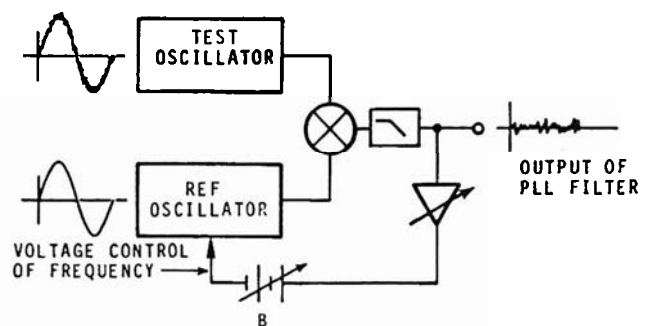 TEST
OSCILLATOR
REF
OSCILLATOR
OUTPUT OF
PLL FILTER
VOLTAGE CONTROL
OF FREQUENCY
B